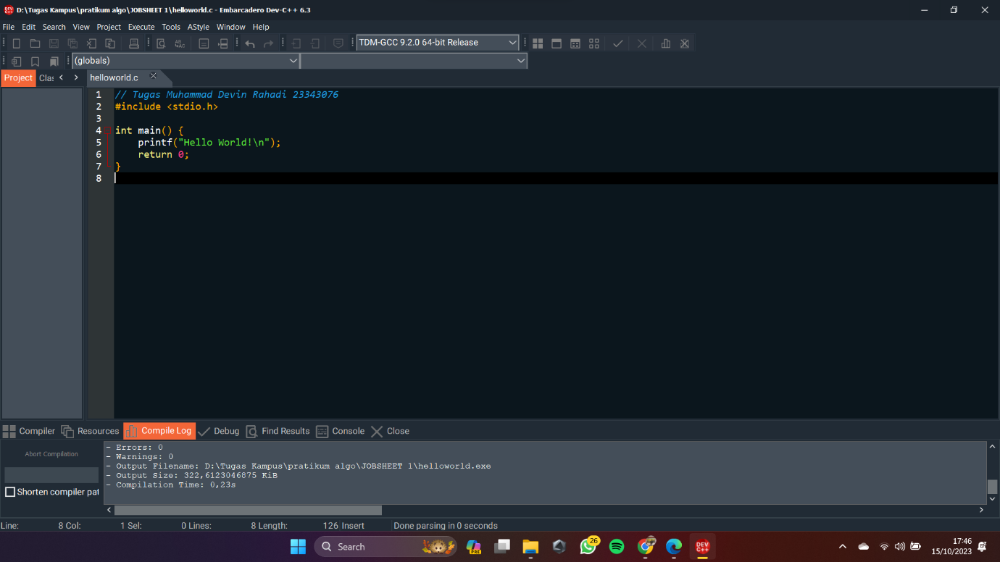 D:\Tugas Kampus\pratikum algo\JOBSHEET 1\helloworld.c - Embarcadero Dev-C++ 6.3
File Edit Search View Project Execute Tools AStyle Window Help
TDM-GCC 9.2.0 64-bit Release
(globals)
Project Clas helloworld.c
1 // Tugas Muhammad Devin Rahadi 23343076
2 #include <stdio.h>
3
4 int main() {
5 printf("Hello World!\n");
6 return 0;
7 }
8
Compiler Resources Compile Log Debug Find Results Console Close
Abort Compilation
Shorten compiler pat
- Errors: 0
- Warnings: 0
- Output Filename: D:\Tugas Kampus\pratikum algo\JOBSHEET 1\helloworld.exe
- Output Size: 322,6123046875 KiB
- Compilation Time: 0,23s
Line: 8 Col: 1 Sel: 0 Lines: 8 Length: 126 Insert Done parsing in 0 seconds
Search PRE 26 DEV C++ 17:46
15/10/2023